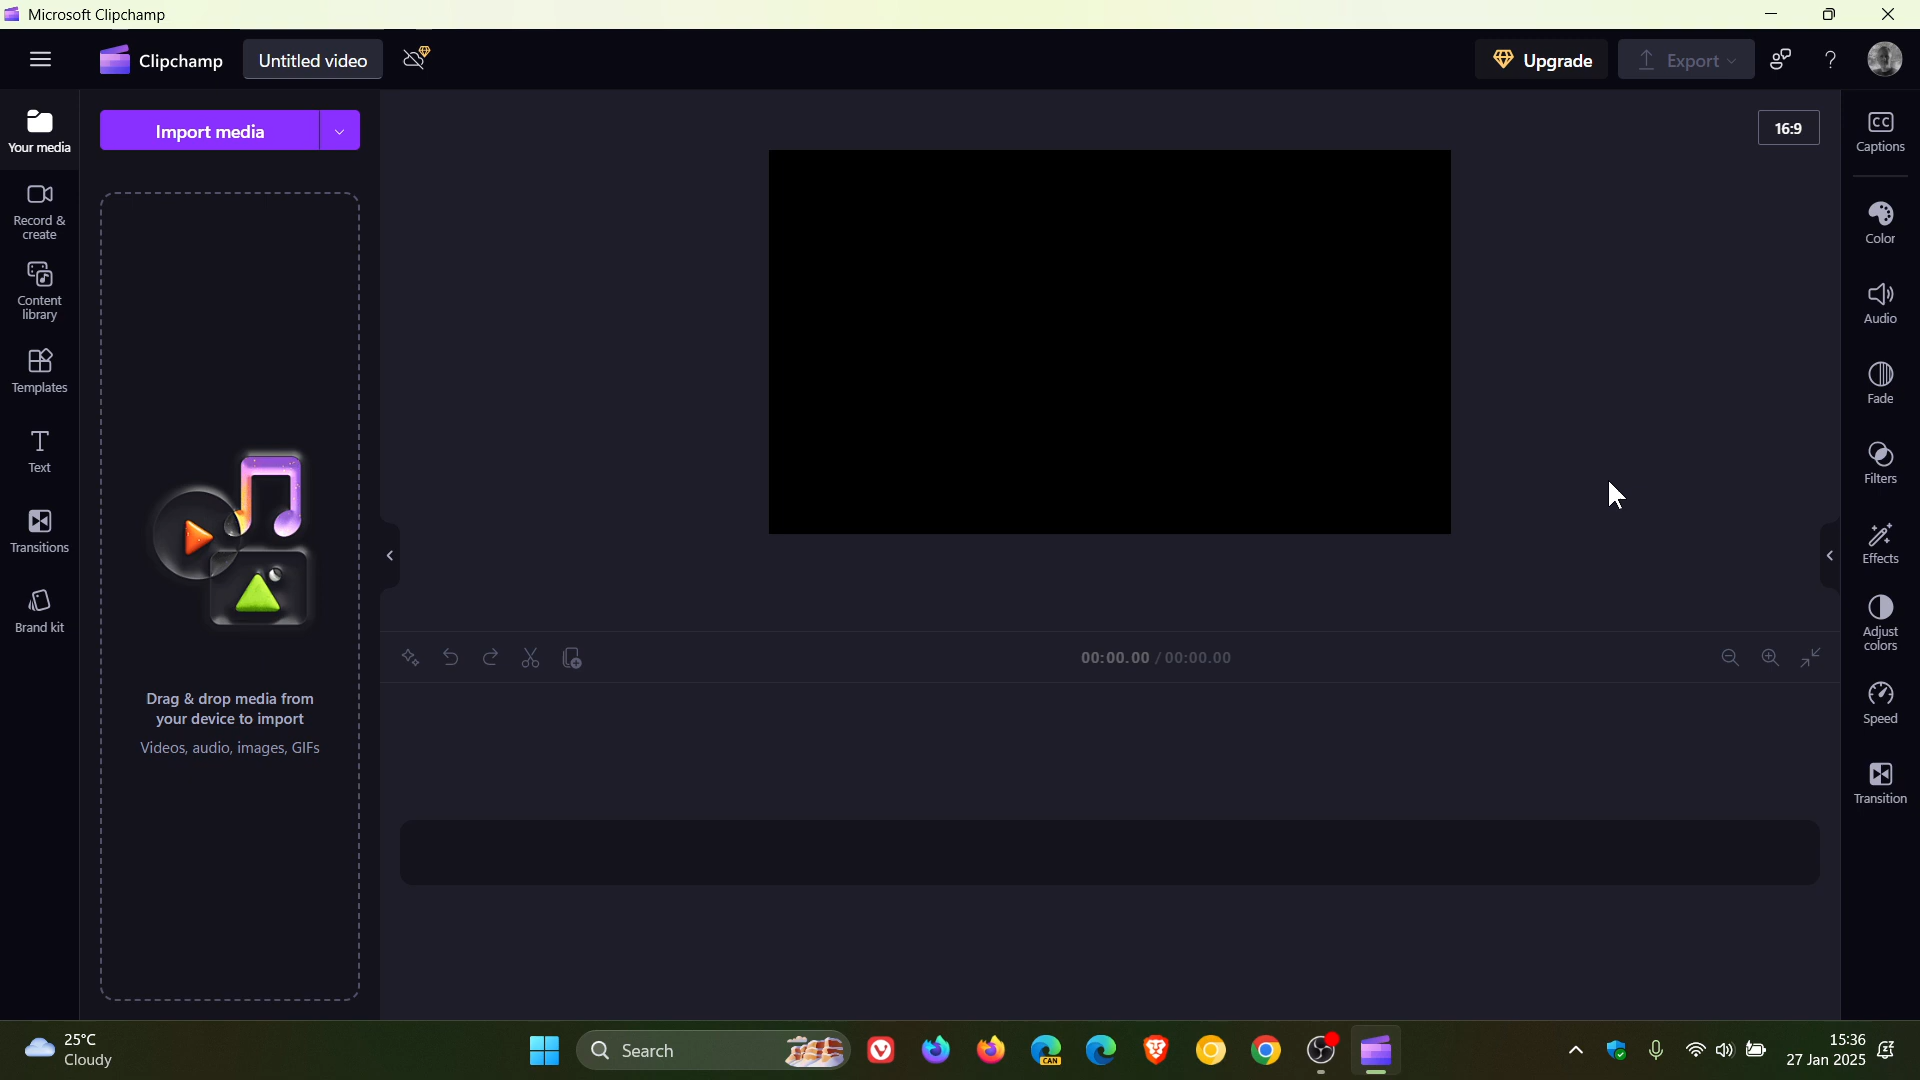 Microsoft Clipchamp
Clipchamp
Untitled video
Upgrade
Export
Your media
Record &
create
Content
library
Templates
Text
Transitions
Brand kit
Import media
Drag & drop media from
your device to import
Videos, audio, images, GIFs
16:9
00:00.00 / 00:00.00
CC
Captions
Color
Audio
Fade
Filters
Effects
Adjust
colors
Speed
Transition
25°C
Cloudy
Search
CAN
15:36
27 Jan 2025